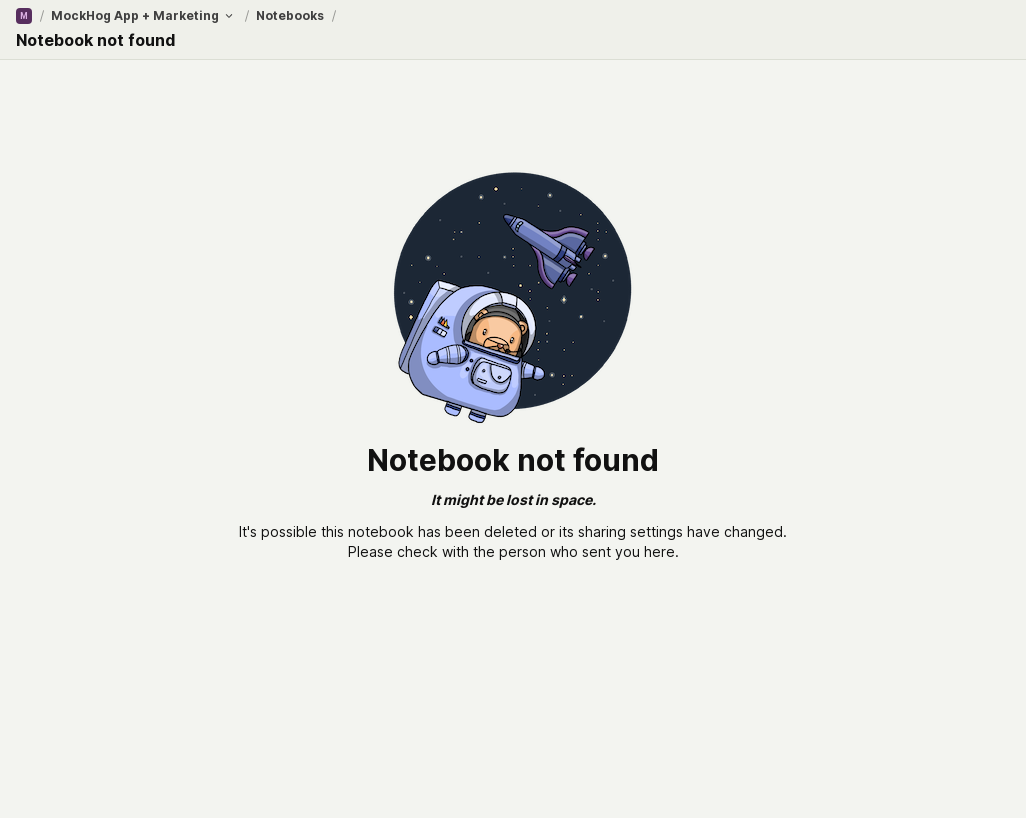 M / MockHog App + Marketing / Notebooks /
Notebook not found
Notebook not found
It might be lost in space.
It's possible this notebook has been deleted or its sharing settings have changed.
Please check with the person who sent you here.